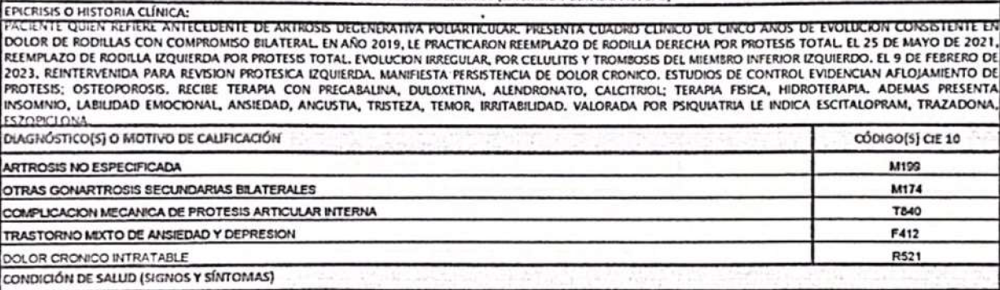 EPICRISIS O HISTORIA CLÍNICA:
PACIENTE QUIEN REFIERE ANTECEDENTE DE ARTROSIS DEGENERATIVA POLIARTICULAR. PRESENTA CUADRO CLINICO DE CINCO ANOS DE EVOLUCION CONSISTENTE EN
DOLOR DE RODILLAS CON COMPROMISO BILATERAL. EN AÑO 2019, LE PRACTICARON REEMPLAZO DE RODILLA DERECHA POR PROTESIS TOTAL. EL 25 DE MAYO DE 2021
REEMPLAZO DE RODILLA IZQUIERDA POR PROTESIS TOTAL. EVOLUCION IRREGULAR, POR CELULITIS Y TROMBOSIS DEL MIEMBRO INFERIOR IZQUIERDO. EL 9 DE FEBRERO DE
2023, REINTERVENIDA PARA REVISION PROTESICA IZQUIERDA. MANIFIESTA PERSISTENCIA DE DOLOR CRONICO. ESTUDIOS DE CONTROL EVIDENCIAN AFLOJAMIENTO DE
PROTESIS; OSTEOPOROSIS. RECIBE TERAPIA CON PREGABALINA, DULOXETINA, ALENDRONATO, CALCITRIOL; TERAPIA FISICA, HIDROTERAPIA. ADEMAS PRESENTA
INSOMNIO, LABILIDAD EMOCIONAL, ANSIEDAD, ANGUSTIA, TRISTEZA, TEMOR, IRRITABILIDAD. VALORADA POR PSIQUIATRIA LE INDICA ESCITALOPRAM, TRAZADONA,
ESZOPICLONA.
DIAGNÓSTICO(S) O MOTIVO DE CALIFICACIÓN CÓDIGO(S) CIE 10
ARTROSIS NO ESPECIFICADA M199
OTRAS GONARTROSIS SECUNDARIAS BILATERALES M174
COMPLICACION MECANICA DE PROTESIS ARTICULAR INTERNA T840
TRASTORNO MIXTO DE ANSIEDAD Y DEPRESION F412
DOLOR CRONICO INTRATABLE R521
CONDICIÓN DE SALUD (SIGNOS Y SÍNTOMAS)